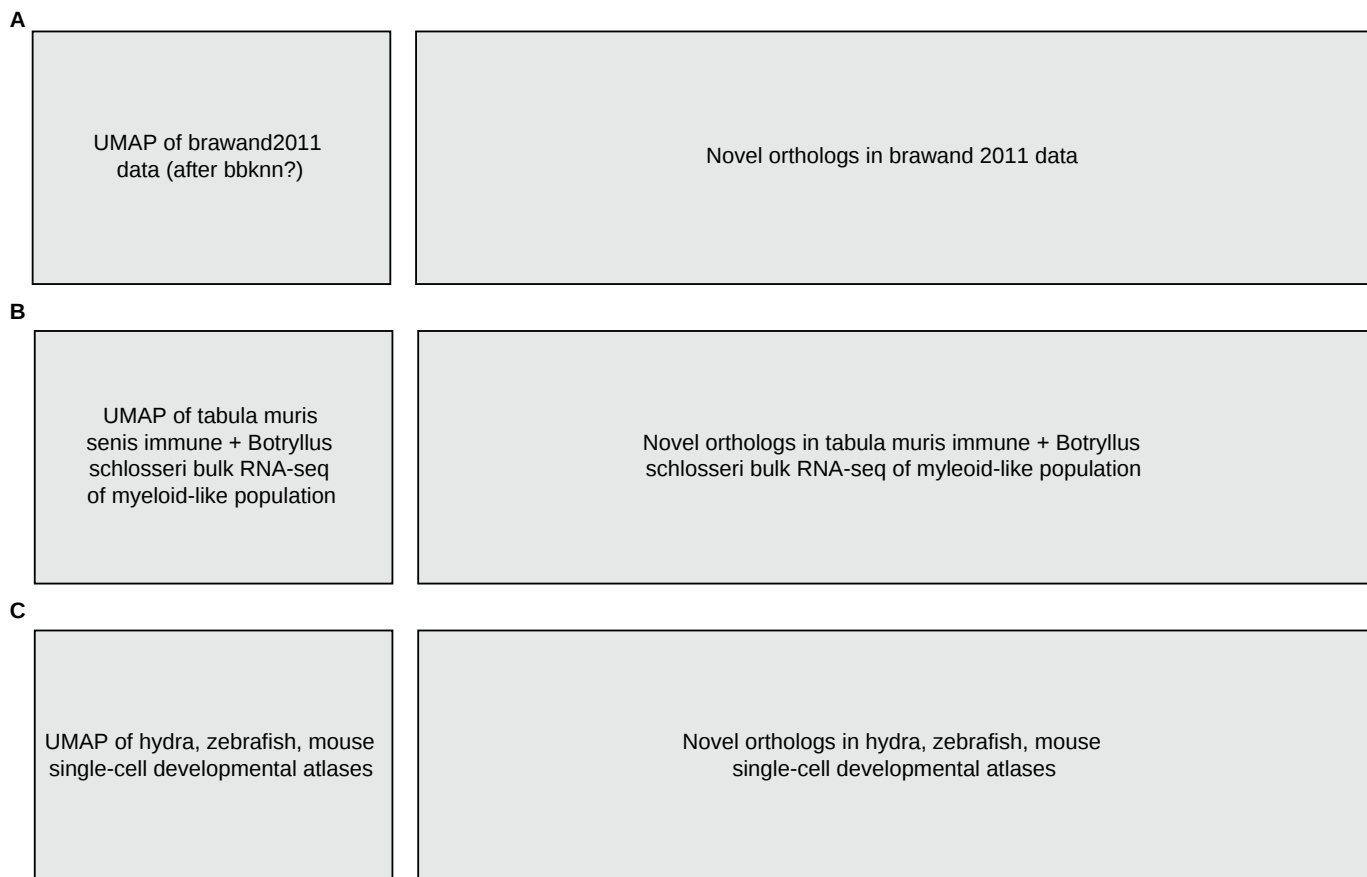 A
UMAP of brawand2011
data (after bbknn?)
Novel orthologs in brawand 2011 data
B
UMAP of tabula muris
senis immune + Botryllus
schlosseri bulk RNA-seq
of myeloid-like population
Novel orthologs in tabula muris immune + Botryllus
schlosseri bulk RNA-seq of myleoid-like population
C
UMAP of hydra, zebrafish, mouse
single-cell developmental atlases
Novel orthologs in hydra, zebrafish, mouse
single-cell developmental atlases